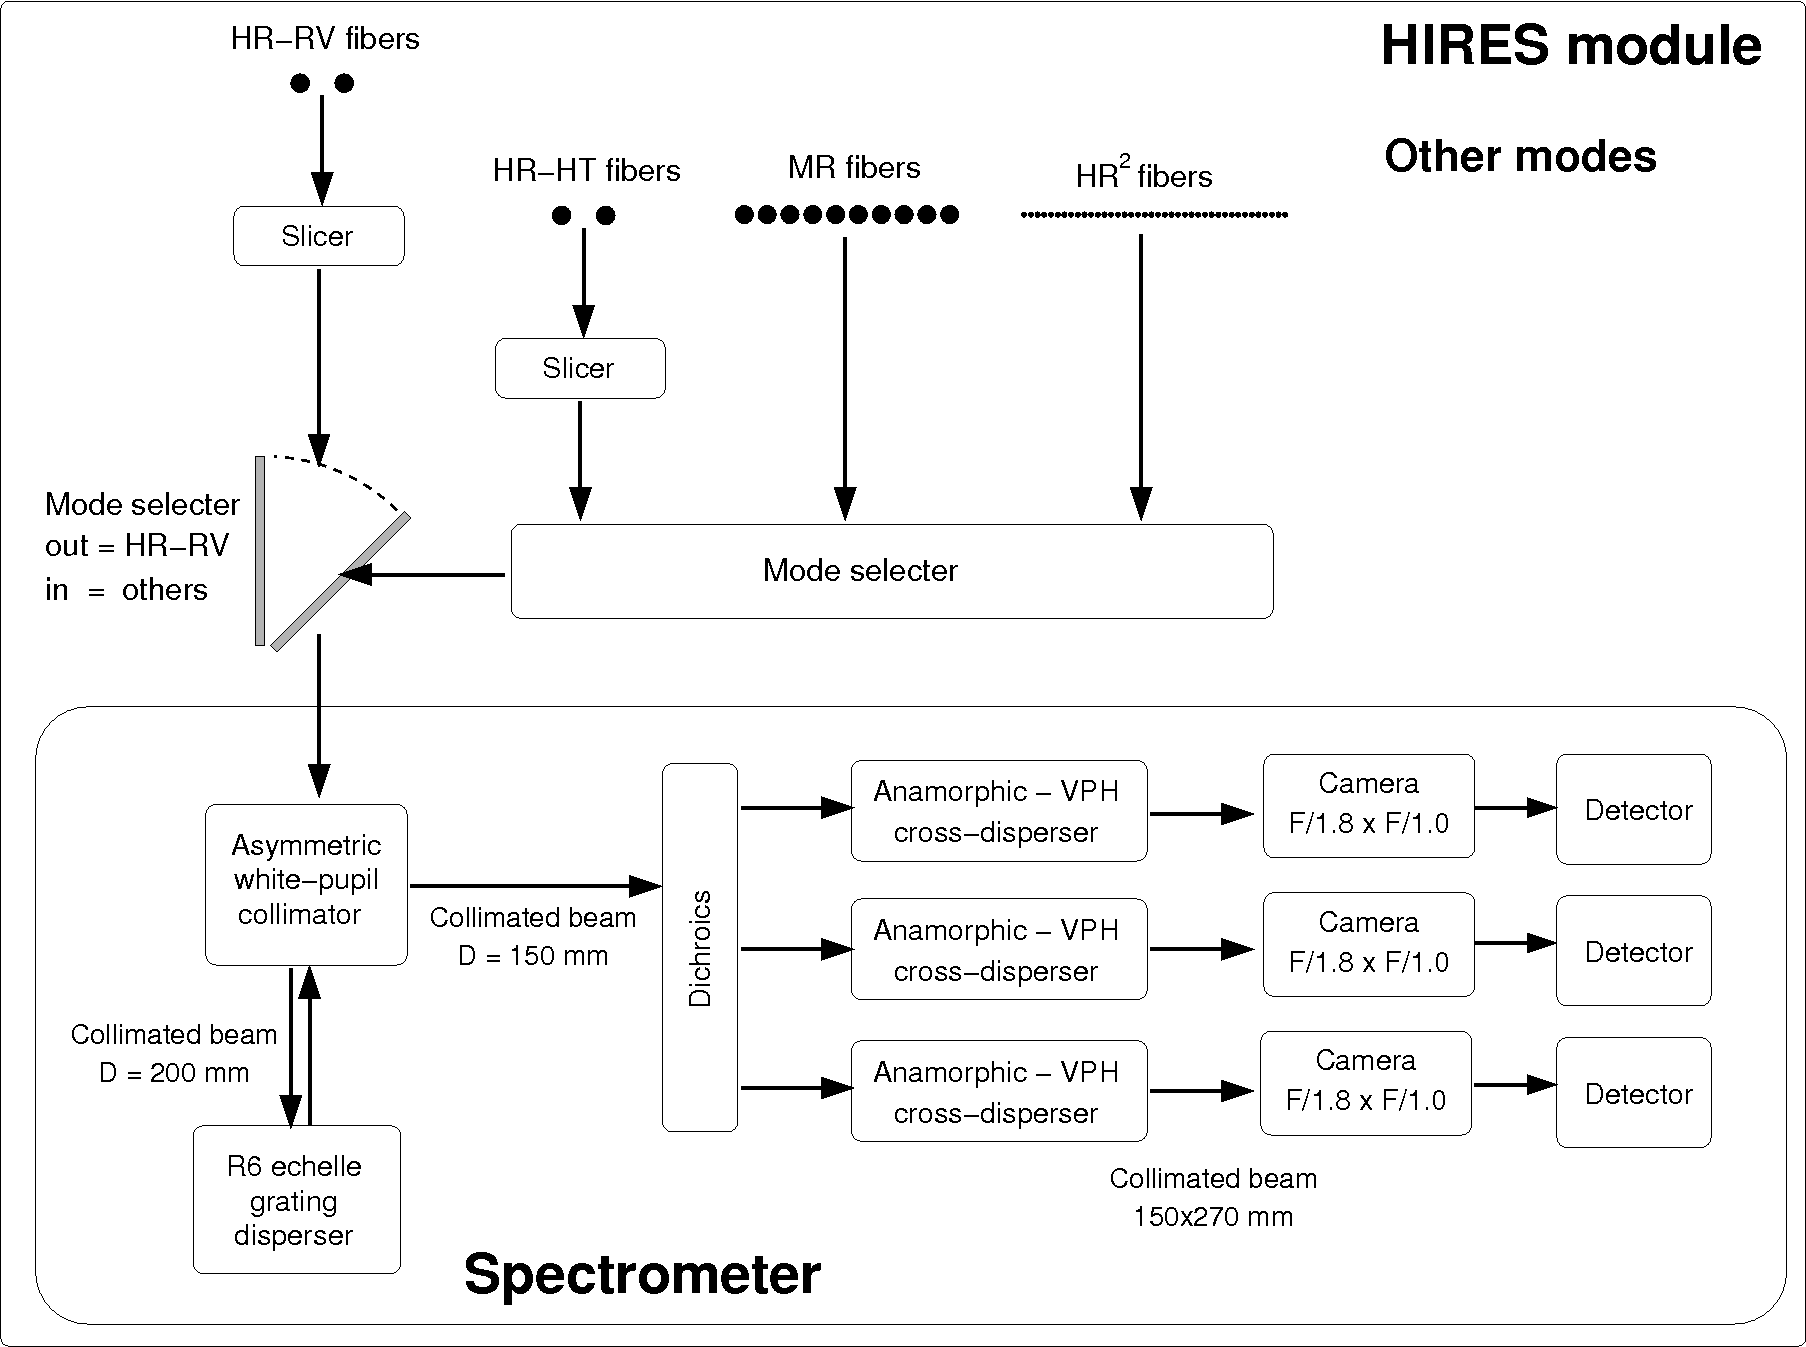 HR−RV fibers
HIRES module
Other modes
HR−HT fibers
MR fibers
HR² fibers
Slicer
Slicer
Mode selecter
out = HR−RV
in = others
Mode selecter
Asymmetric
white−pupil
collimator
Collimated beam
D = 150 mm
Collimated beam
D = 200 mm
R6 echelle
grating
disperser
Dichroics
Anamorphic − VPH
cross−disperser
Camera
F/1.8 x F/1.0
Detector
Anamorphic − VPH
cross−disperser
Camera
F/1.8 x F/1.0
Detector
Anamorphic − VPH
cross−disperser
Camera
F/1.8 x F/1.0
Detector
Collimated beam
150x270 mm
Spectrometer